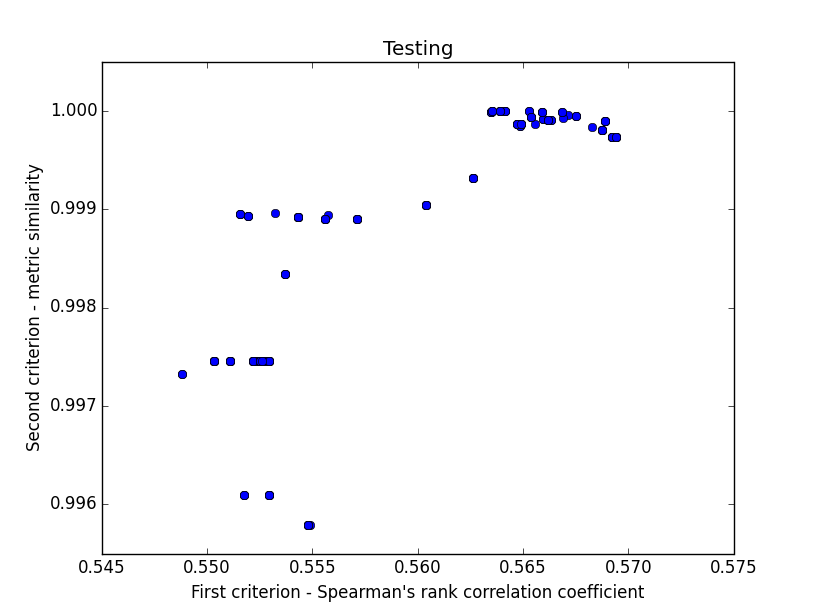 Testing
1.000
0.999
0.998
0.997
0.996
Second criterion - metric similarity
0.545 0.550 0.555 0.560 0.565 0.570 0.575
First criterion - Spearman's rank correlation coefficient